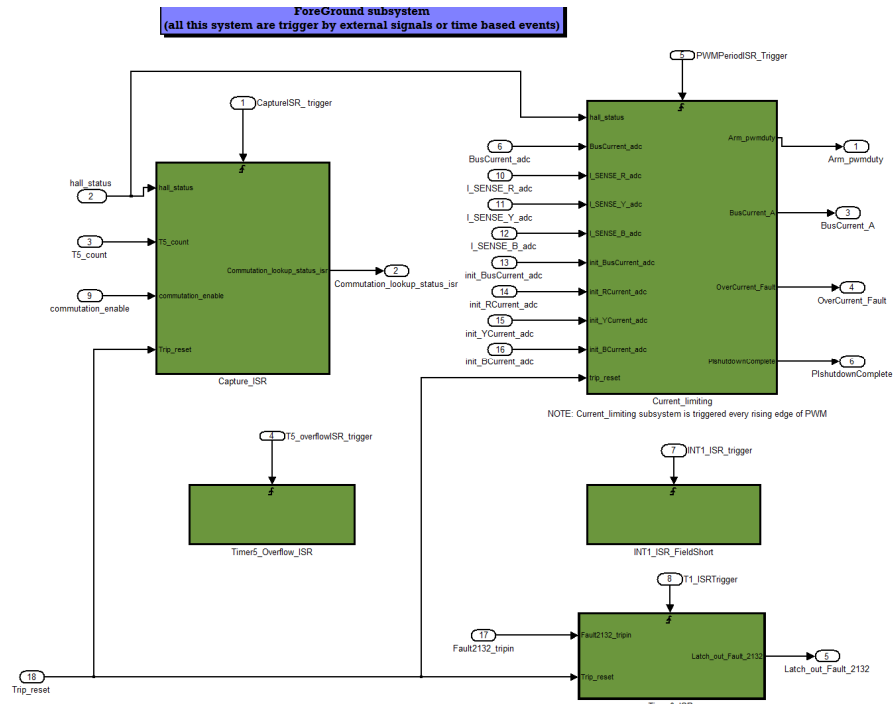 ForeGround subsystem
(all this system are trigger by external signals or time based events)
5
PWMPeriodISR_Trigger
1
CaptureISR_ trigger
hall_status
2
hall_status
3
T5_count
T5_count
9
commutation_enable
commutation_enable
Trip_reset
Commutation_lookup_status_isr
2
Commutation_lookup_status_isr
Capture_ISR
hall_status
6
BusCurrent_adc
BusCurrent_adc
10
I_SENSE_R_adc
I_SENSE_R_adc
11
I_SENSE_Y_adc
I_SENSE_Y_adc
12
I_SENSE_B_adc
I_SENSE_B_adc
13
init_BusCurrent_adc
init_BusCurrent_adc
14
init_RCurrent_adc
init_RCurrent_adc
15
init_YCurrent_adc
init_YCurrent_adc
16
init_BCurrent_adc
init_BCurrent_adc
trip_reset
Arm_pwmduty
1
Arm_pwmduty
BusCurrent_A
3
BusCurrent_A
OverCurrent_Fault
4
OverCurrent_Fault
PIshutdownComplete
6
PIshutdownComplete
Current_limiting
NOTE: Current_limiting subsystem is triggered every rising edge of PWM
4
T5_overflowISR_trigger
Timer5_Overflow_ISR
7
INT1_ISR_trigger
INT1_ISR_FieldShort
8
T1_ISRTrigger
17
Fault2132_tripin
Fault2132_tripin
Trip_reset
Latch_out_Fault_2132
5
Latch_out_Fault_2132
18
Trip_reset